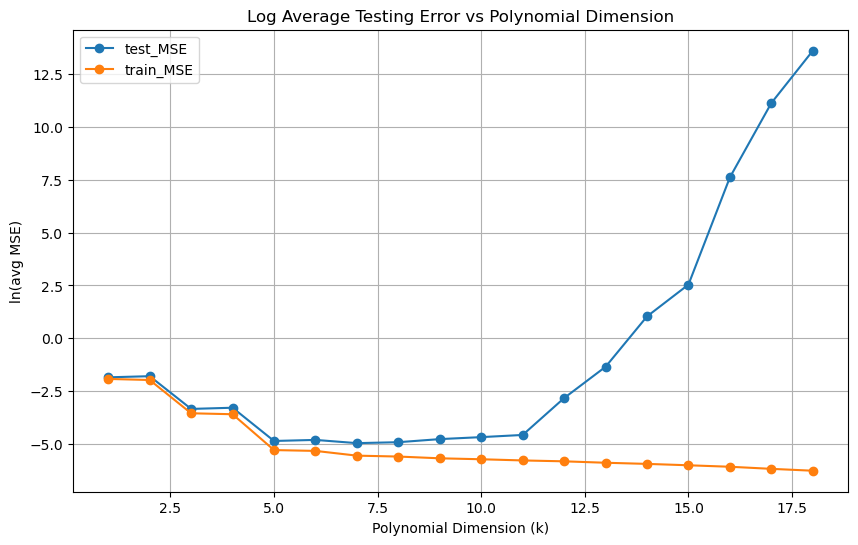 Log Average Testing Error vs Polynomial Dimension
test_MSE
train_MSE
ln(avg MSE)
12.5
10.0
7.5
5.0
2.5
0.0
−2.5
−5.0
2.5 5.0 7.5 10.0 12.5 15.0 17.5
Polynomial Dimension (k)